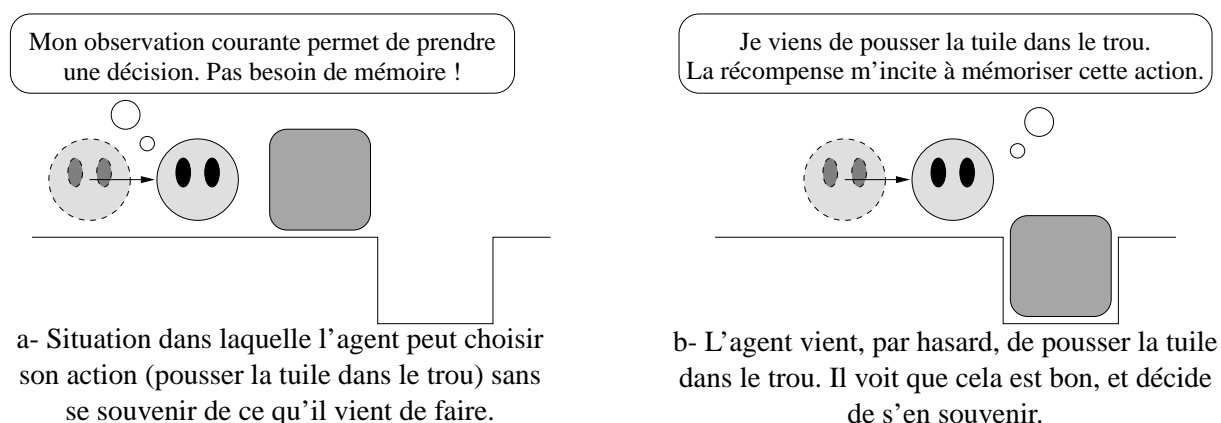 Mon observation courante permet de prendre
une décision. Pas besoin de mémoire !
a- Situation dans laquelle l’agent peut choisir
son action (pousser la tuile dans le trou) sans
se souvenir de ce qu’il vient de faire.
Je viens de pousser la tuile dans le trou.
La récompense m’incite à mémoriser cette action.
b- L’agent vient, par hasard, de pousser la tuile
dans le trou. Il voit que cela est bon, et décide
de s’en souvenir.